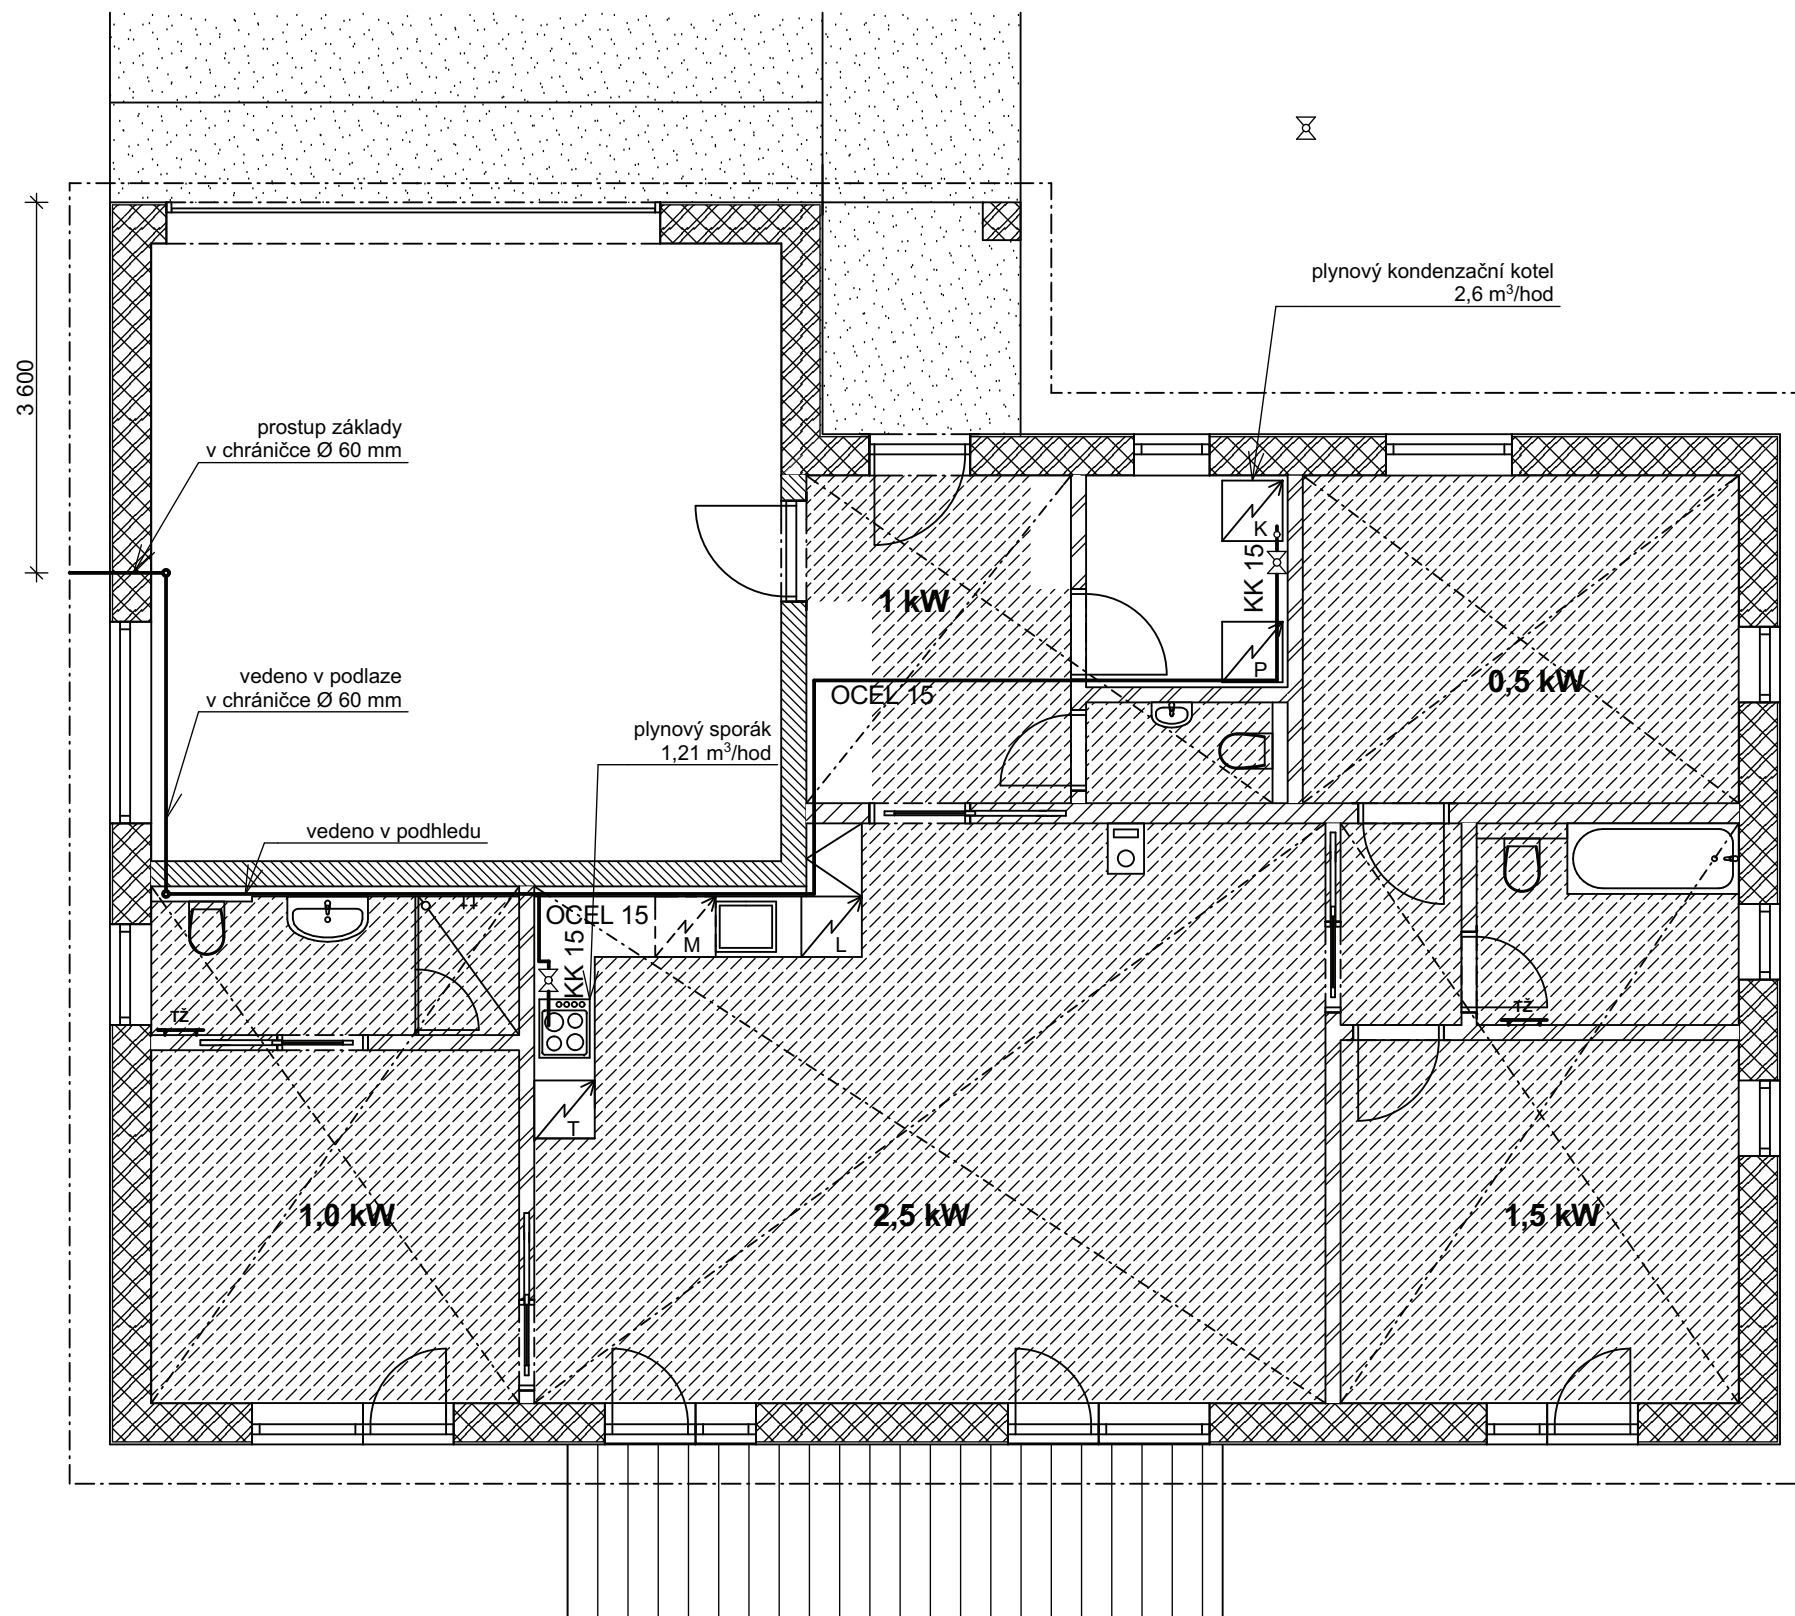 plynový kondenzační kotel
2,6 m³/hod
3 600
prostup základy
v chráničce Ø 60 mm
K
KK 15
1 kW
P
vedeno v podlaze
v chráničce Ø 60 mm
0,5 kW
OCEL 15
plynový sporák
1,21 m³/hod
vedeno v podhledu
OCEL 15
M
L
KK 15
TŽ
TŽ
T
1,0 kW
2,5 kW
1,5 kW